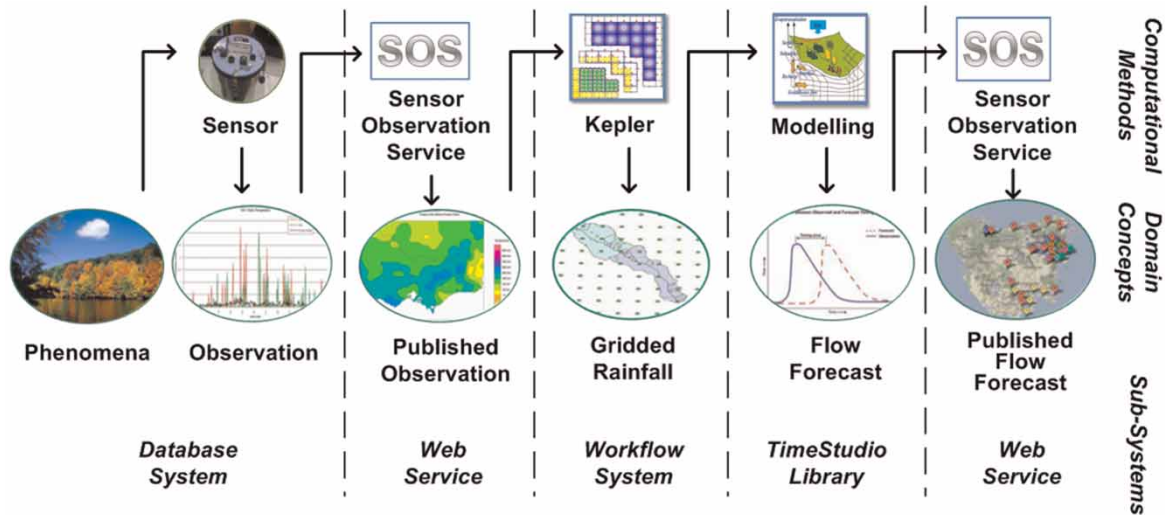 SOS
SOS
Sensor
Sensor
Observation
Service
Kepler
Modelling
Sensor
Observation
Service
Computational
Methods
Phenomena
Observation
Published
Observation
Gridded
Rainfall
Flow
Forecast
Published
Flow
Forecast
Domain
Concepts
Database
System
Web
Service
Workflow
System
TimeStudio
Library
Web
Service
Sub-Systems